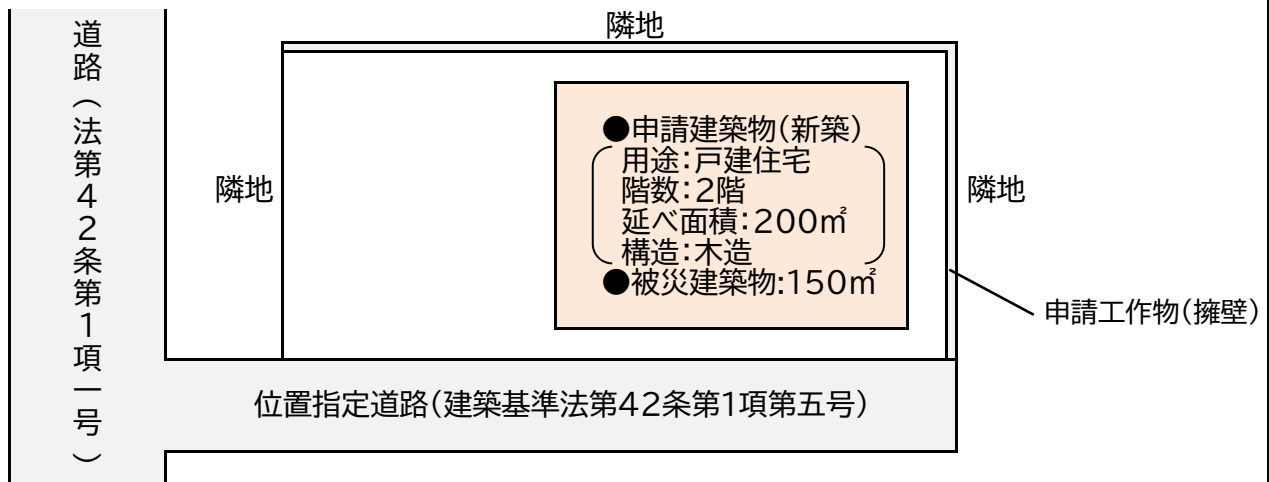 道路(法第42条第1項一号)
隣地
●申請建築物(新築)
用途:戸建住宅
階数:2階
延べ面積:200㎡
構造:木造
●被災建築物:150㎡
隣地
隣地
申請工作物(擁壁)
位置指定道路(建築基準法第42条第1項第五号)